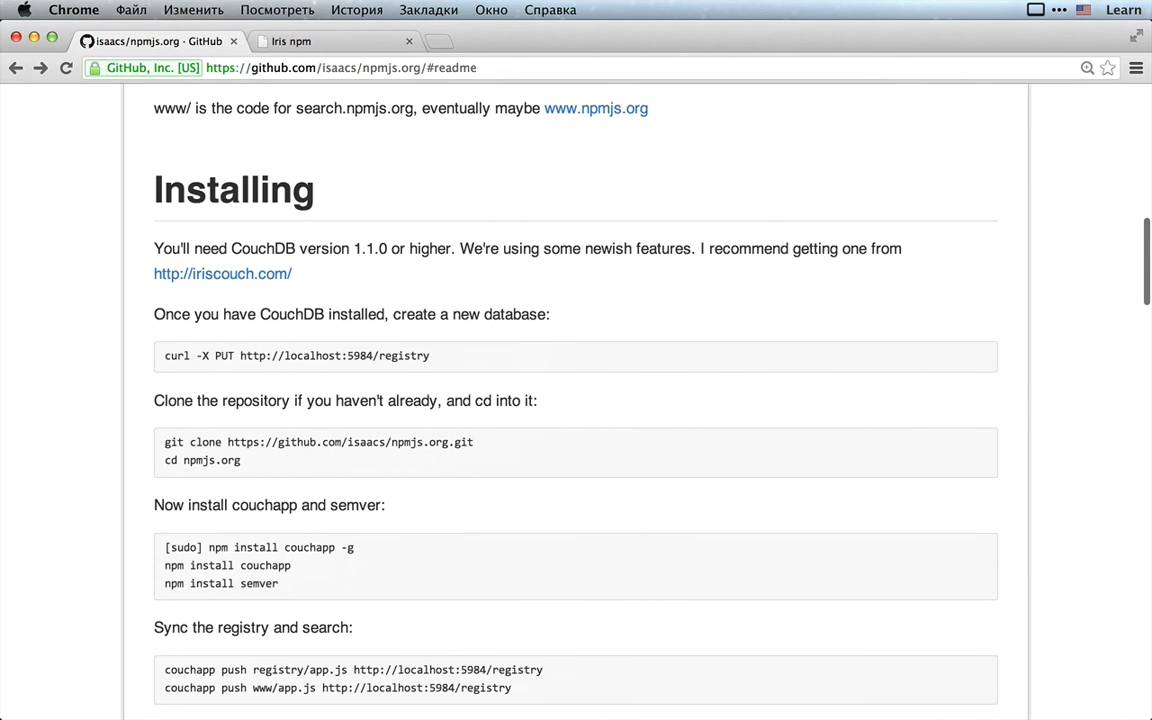 Chrome Файл Изменить Посмотреть История Закладки Окно Справка Learn
isaacs/npmjs.org · GitHub Iris npm
GitHub, Inc. [US] https://github.com/isaacs/npmjs.org/#readme
www/ is the code for search.npmjs.org, eventually maybe www.npmjs.org
Installing
You'll need CouchDB version 1.1.0 or higher. We're using some newish features. I recommend getting one from
http://iriscouch.com/
Once you have CouchDB installed, create a new database:
curl -X PUT http://localhost:5984/registry
Clone the repository if you haven't already, and cd into it:
git clone https://github.com/isaacs/npmjs.org.git
cd npmjs.org
Now install couchapp and semver:
[sudo] npm install couchapp -g
npm install couchapp
npm install semver
Sync the registry and search:
couchapp push registry/app.js http://localhost:5984/registry
couchapp push www/app.js http://localhost:5984/registry